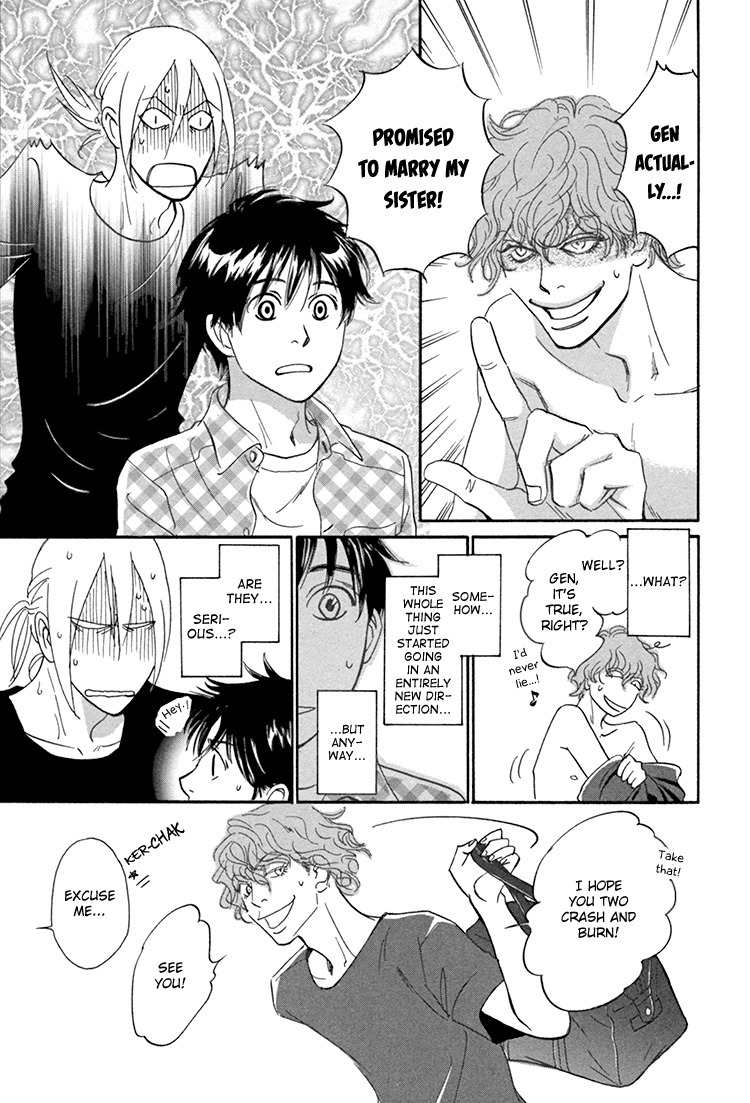 GEN
ACTUAL-
LY...!
PROMISED
TO MARRY MY
SISTER!
...WHAT?
WELL?
GEN,
IT'S
TRUE,
RIGHT?
I'd
never
lie...!
SOME-
HOW...
THIS
WHOLE
THING
JUST
STARTED
GOING
IN AN
ENTIRELY
NEW DIR-
ECTION...
...BUT
ANY-
WAY...
ARE
THEY...
SERI-
OUS...?
Hey!
Take
that!
I HOPE
YOU TWO
CRASH AND
BURN!
SEE
YOU!
KER-CHAK
EXCUSE
ME...